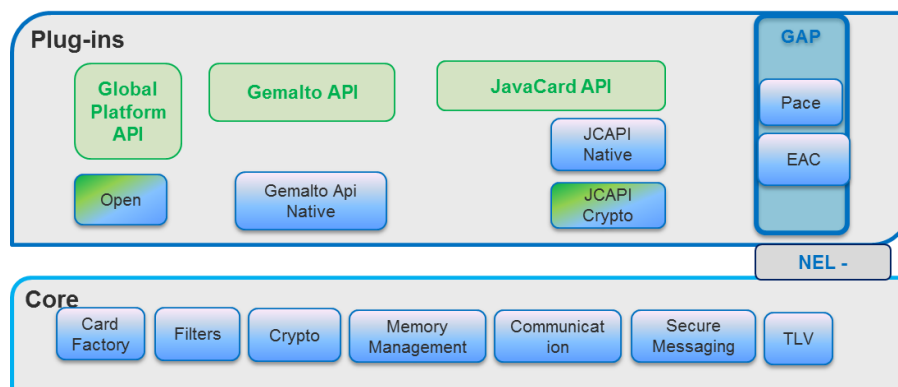 Plug-ins
GAP
Global
Platform
API
Gemalto API
JavaCard API
Pace
JCAPI
Native
EAC
Open
Gemalto Api
Native
JCAPI
Crypto
NEL -
Core
Card
Factory
Filters
Crypto
Memory
Management
Communicat
ion
Secure
Messaging
TLV